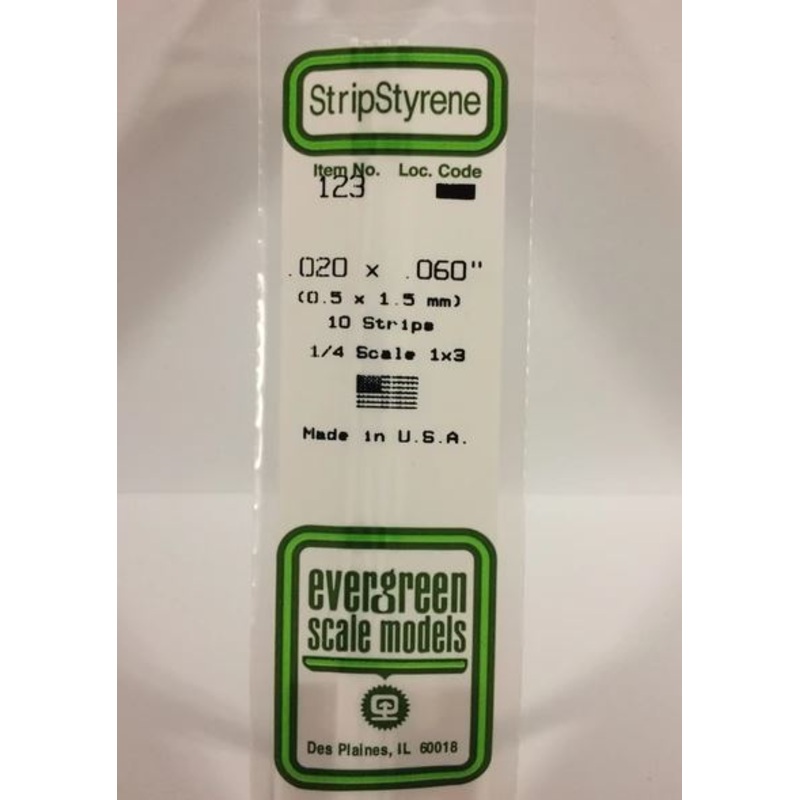 StripStyrene
Item No. Loc. Code
123
.020 x .060"
(0.5 x 1.5 mm)
10 Strips
1/4 Scale 1x3
Made in U.S.A.
evergreen
scale models
Des Plaines, IL 60018